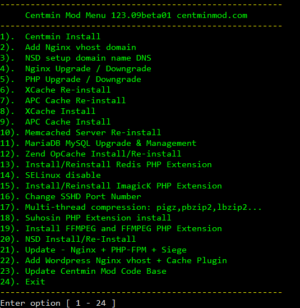 --------------------------------------------------------
Centmin Mod Menu 123.09beta01 centminmod.com
--------------------------------------------------------
1). Centmin Install
2). Add Nginx vhost domain
3). NSD setup domain name DNS
4). Nginx Upgrade / Downgrade
5). PHP Upgrade / Downgrade
6). XCache Re-install
7). APC Cache Re-install
8). XCache Install
9). APC Cache Install
10). Memcached Server Re-install
11). MariaDB MySQL Upgrade & Management
12). Zend OpCache Install/Re-install
13). Install/Reinstall Redis PHP Extension
14). SELinux disable
15). Install/Reinstall ImagicK PHP Extension
16). Change SSHD Port Number
17). Multi-thread compression: pigz,pbzip2,lbzip2...
18). Suhosin PHP Extension install
19). Install FFMPEG and FFMPEG PHP Extension
20). NSD Install/Re-Install
21). Update - Nginx + PHP-FPM + Siege
22). Add Wordpress Nginx vhost + Cache Plugin
23). Update Centmin Mod Code Base
24). Exit
--------------------------------------------------------
Enter option [ 1 - 24 ]